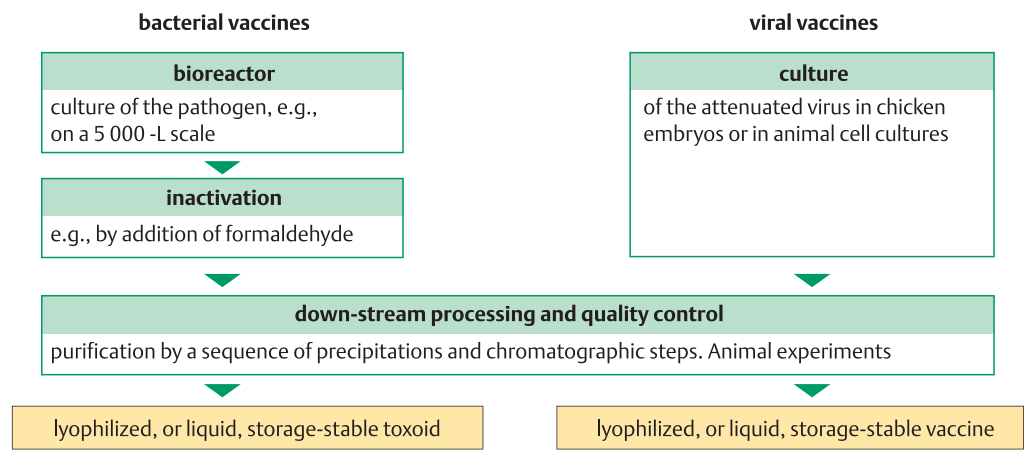 bacterial vaccines
viral vaccines
bioreactor
culture of the pathogen, e.g.,
on a 5 000 -L scale
culture
of the attenuated virus in chicken
embryos or in animal cell cultures
inactivation
e.g., by addition of formaldehyde
down-stream processing and quality control
purification by a sequence of precipitations and chromatographic steps. Animal experiments
lyophilized, or liquid, storage-stable toxoid
lyophilized, or liquid, storage-stable vaccine